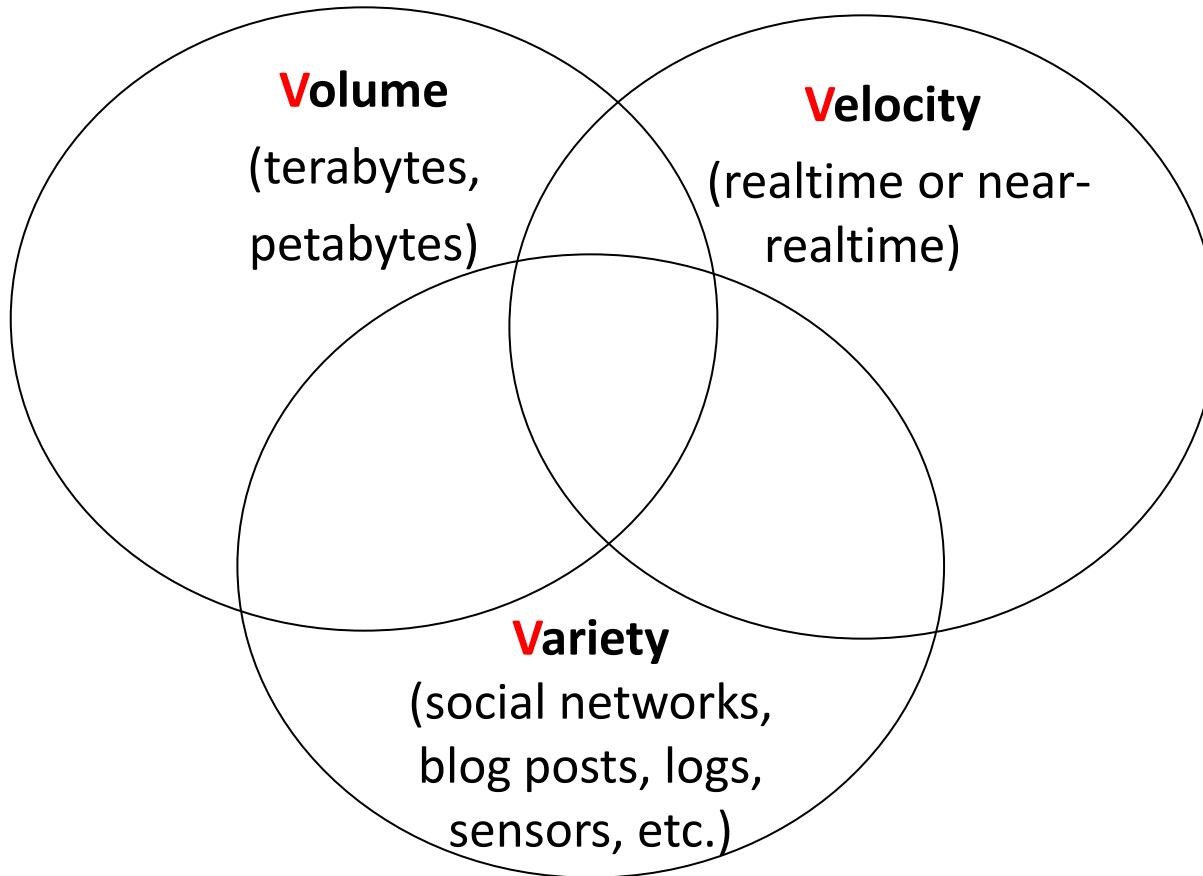 Volume
(terabytes,
petabytes)
Velocity
(realtime or near-
realtime)
Variety
(social networks,
blog posts, logs,
sensors, etc.)